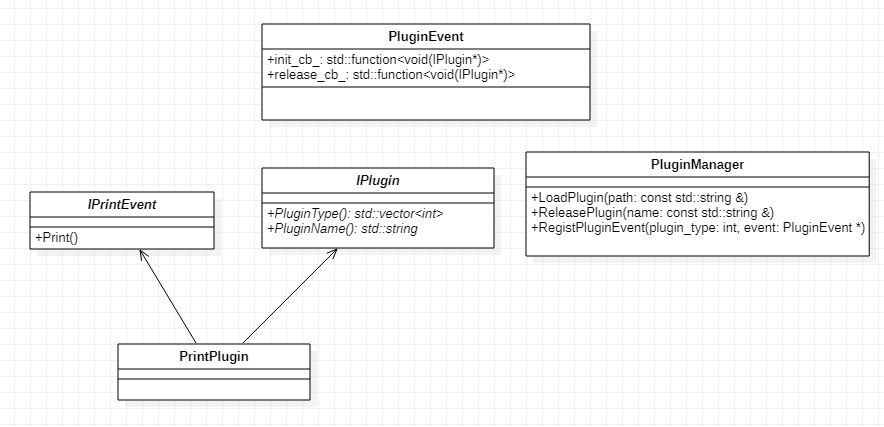 PluginEvent
+init_cb_: std::function<void(IPlugin*)>
+release_cb_: std::function<void(IPlugin*)>
IPrintEvent
+Print()
IPlugin
+PluginType(): std::vector<int>
+PluginName(): std::string
PluginManager
+LoadPlugin(path: const std::string &)
+ReleasePlugin(name: const std::string &)
+RegistPluginEvent(plugin_type: int, event: PluginEvent *)
PrintPlugin